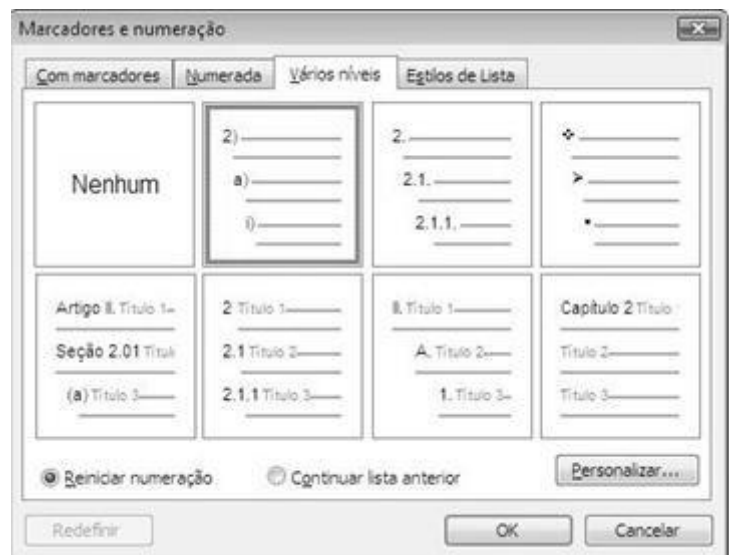 Marcadores e numeração
Com marcadores Numerada Vários níveis Estilos de Lista
Nenhum
2)
a)
i)
2.
2.1.
2.1.1.
Artigo II. Título 1
Seção 2.01 Títul
(a) Título 3
2 Título 1
2.1 Título 2
2.1.1 Título 3
II. Título 1
A. Título 2
1. Título 3
Capítulo 2 Título
Título 2
Título 3
Reiniciar numeração Continuar lista anterior Personalizar...
Redefinir OK Cancelar